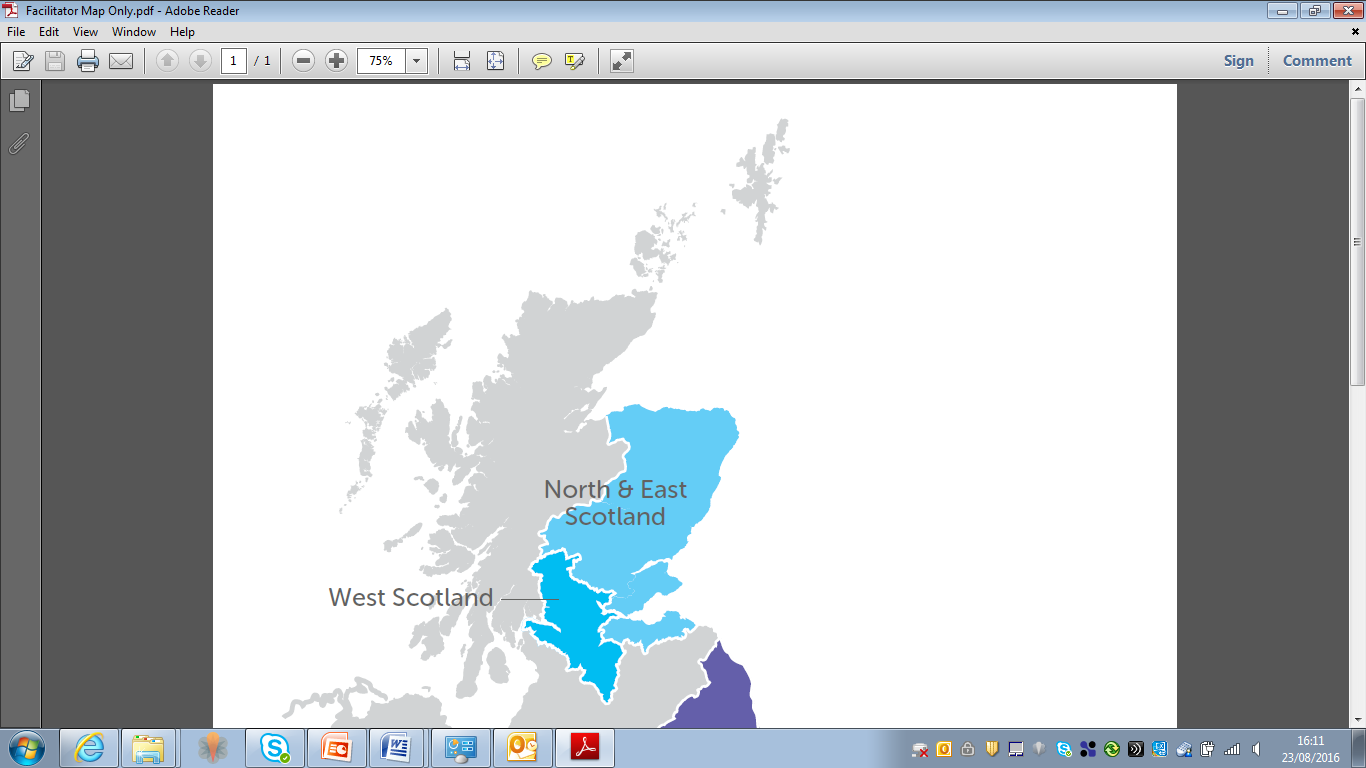 Facilitator Map Only.pdf - Adobe Reader
File Edit View Window Help
1 / 1 75% Sign Comment
North & East
Scotland
West Scotland
16:11
23/08/2016